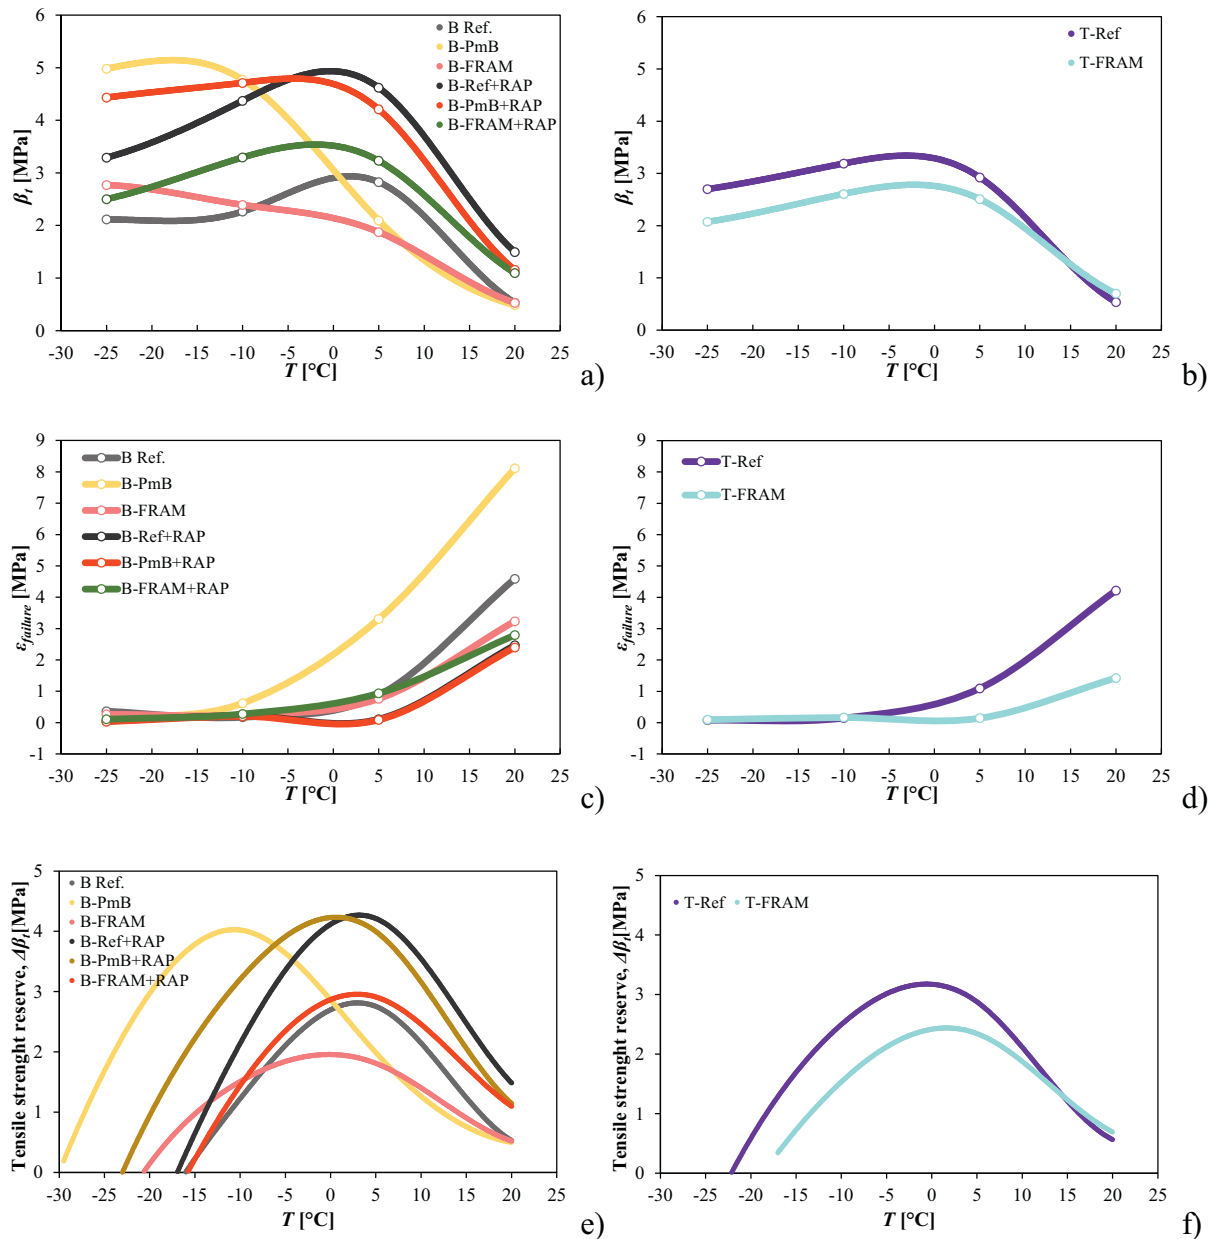 6
5
4
3
2
1
0
-30 -25 -20 -15 -10 -5 0 5 10 15 20 25
βt [MPa]
T [°C]
B Ref.
B-PmB
B-FRAM
B-Ref+RAP
B-PmB+RAP
B-FRAM+RAP
a)
6
5
4
3
2
1
0
-30 -25 -20 -15 -10 -5 0 5 10 15 20 25
βt [MPa]
T [°C]
T-Ref
T-FRAM
b)
9
8
7
6
5
4
3
2
1
0
-1
-30 -25 -20 -15 -10 -5 0 5 10 15 20 25
εfailure [MPa]
T [°C]
B Ref.
B-PmB
B-FRAM
B-Ref+RAP
B-PmB+RAP
B-FRAM+RAP
c)
9
8
7
6
5
4
3
2
1
0
-1
-30 -25 -20 -15 -10 -5 0 5 10 15 20 25
εfailure [MPa]
T [°C]
T-Ref
T-FRAM
d)
5
4
3
2
1
0
-30 -25 -20 -15 -10 -5 0 5 10 15 20 25
Tensile strenght reserve, Δβt[MPa]
T [°C]
B Ref.
B-PmB
B-FRAM
B-Ref+RAP
B-PmB+RAP
B-FRAM+RAP
e)
5
4
3
2
1
0
-30 -25 -20 -15 -10 -5 0 5 10 15 20 25
Tensile strenght reserve, Δβt[MPa]
T [°C]
T-Ref T-FRAM
f)